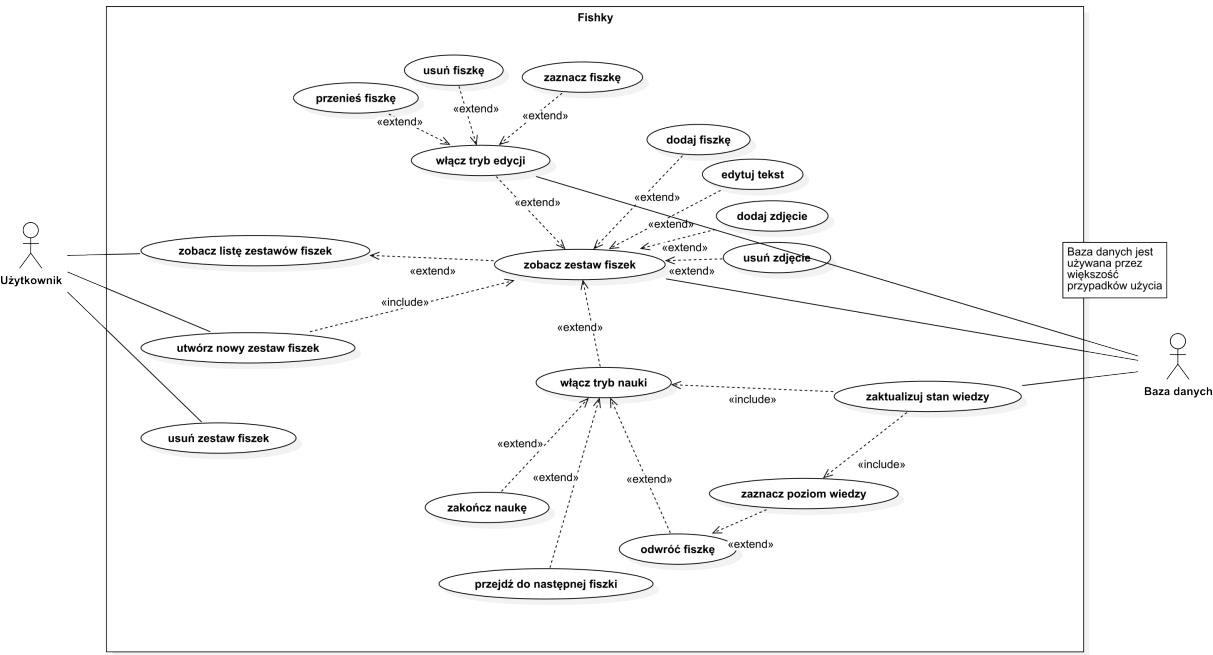 Fishky
usuń fiszkę
zaznacz fiszkę
przenieś fiszkę
«extend»
«extend»
«extend»
dodaj fiszkę
włącz tryb edycji
edytuj tekst
«extend»
«extend»
dodaj zdjęcie
«extend»
zobacz listę zestawów fiszek
«extend»
usuń zdjęcie
zobacz zestaw fiszek
«extend»
«extend»
Baza danych jest
używana przez
większość
przypadków użycia
Użytkownik
«include»
«extend»
utwórz nowy zestaw fiszek
włącz tryb nauki
zaktualizuj stan wiedzy
Baza danych
«include»
usuń zestaw fiszek
«extend»
«include»
«extend»
«extend»
zaznacz poziom wiedzy
zakończ naukę
odwróć fiszkę
«extend»
przejdź do następnej fiszki